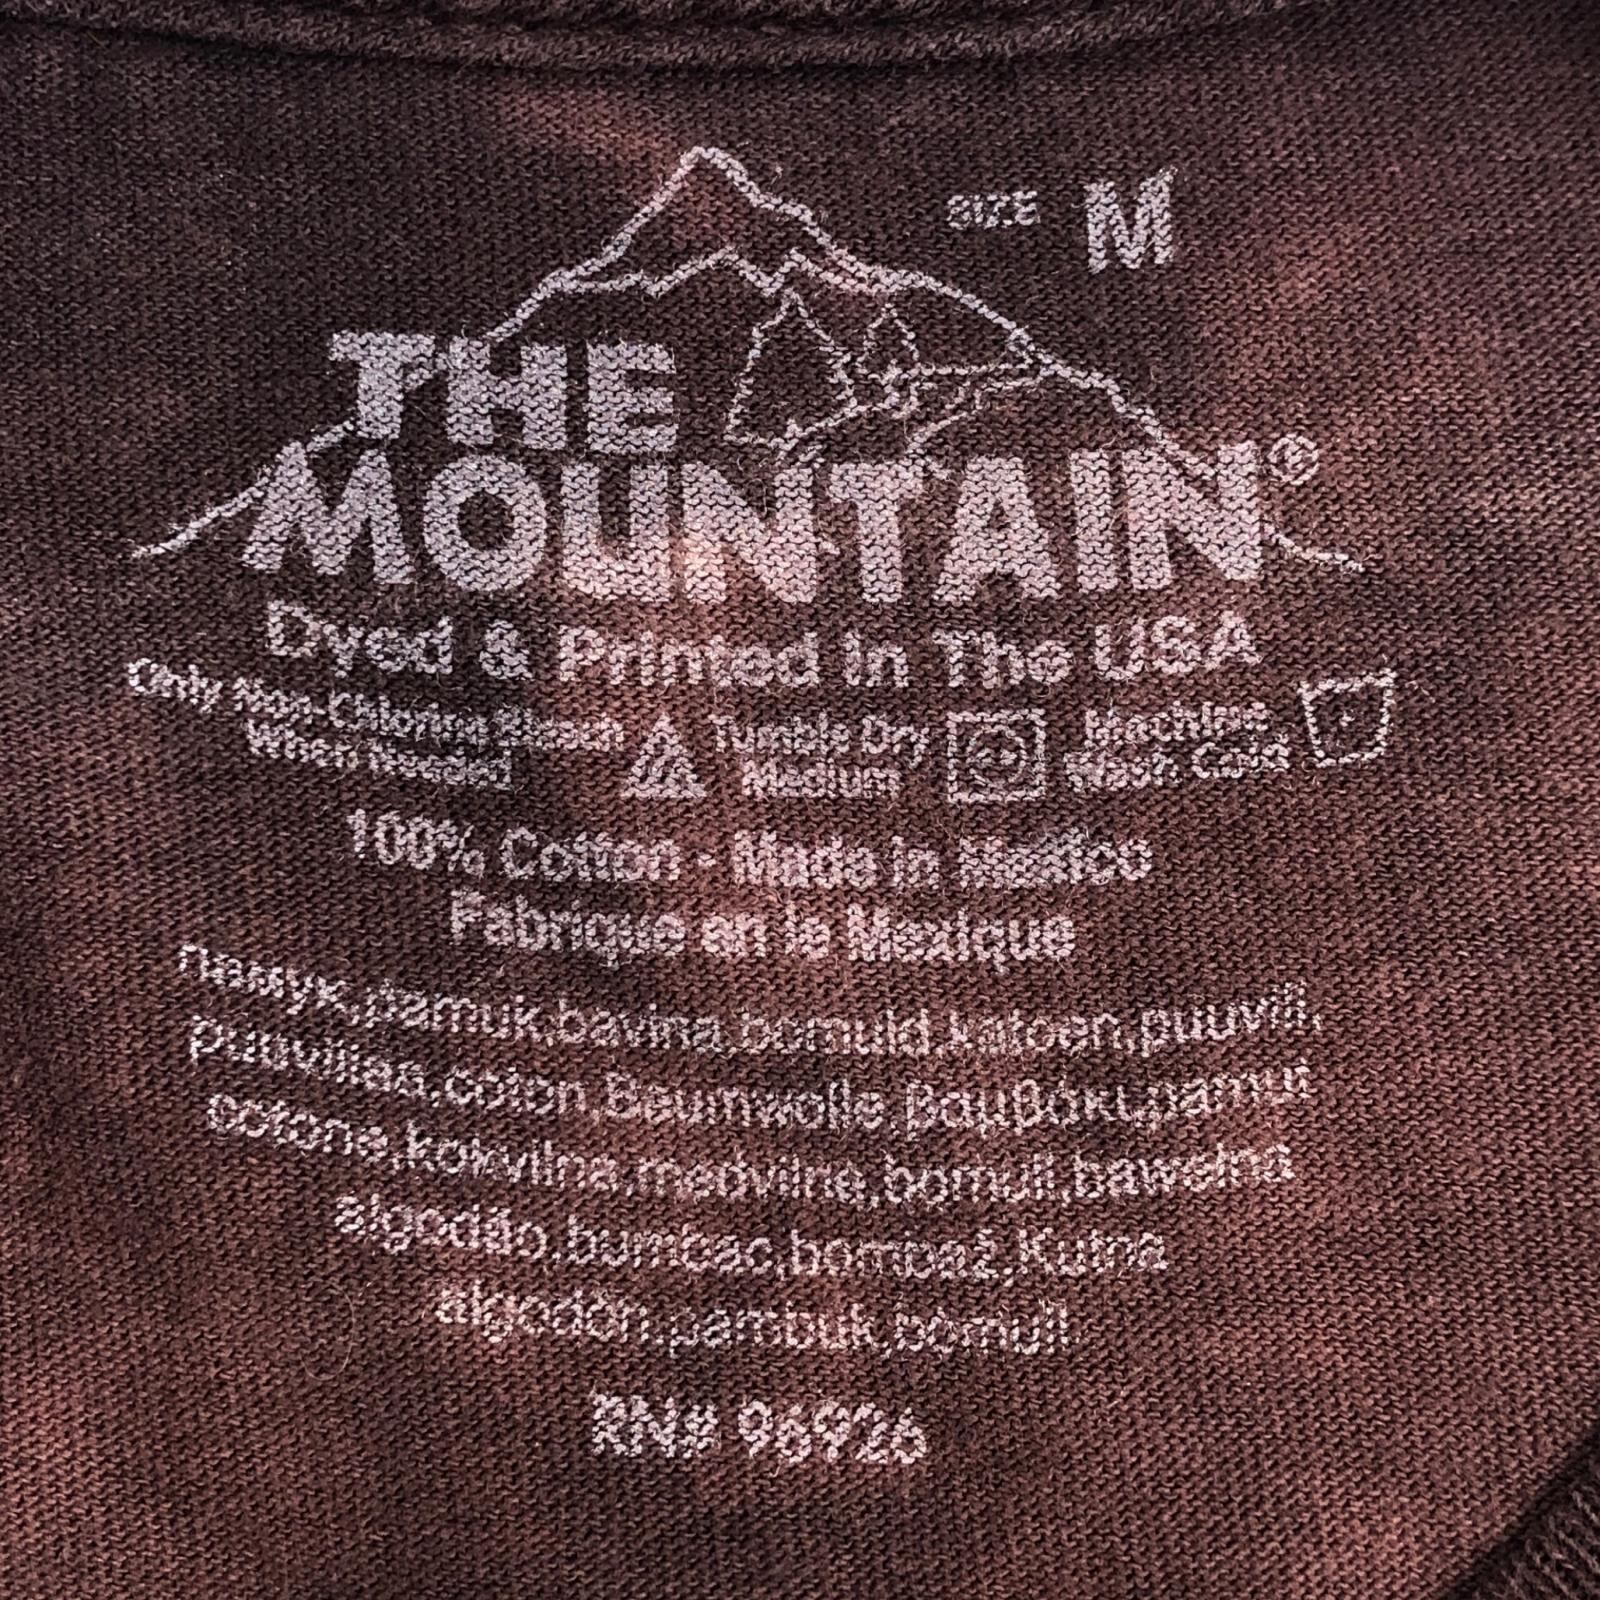 SIZE M
THE
MOUNTAIN®
Dyed & Printed In The USA
Only Non-Chlorine Bleach
When Needed
Tumble Dry
Medium
Machine
Wash Cold
100% Cotton - Made in Mexico
Fabrique en le Mexique
памук,pamuk,bavlna,bomuld,katoen,puuvill,
puuvillaa,coton,Baumwolle,Βαμβάκι,pamut
cotone,kokvilna,medvilne,bomull,bawelna
algodão,bumbac,bombaž,Kutna
algodón,pambuk,bomull
RN# 96926